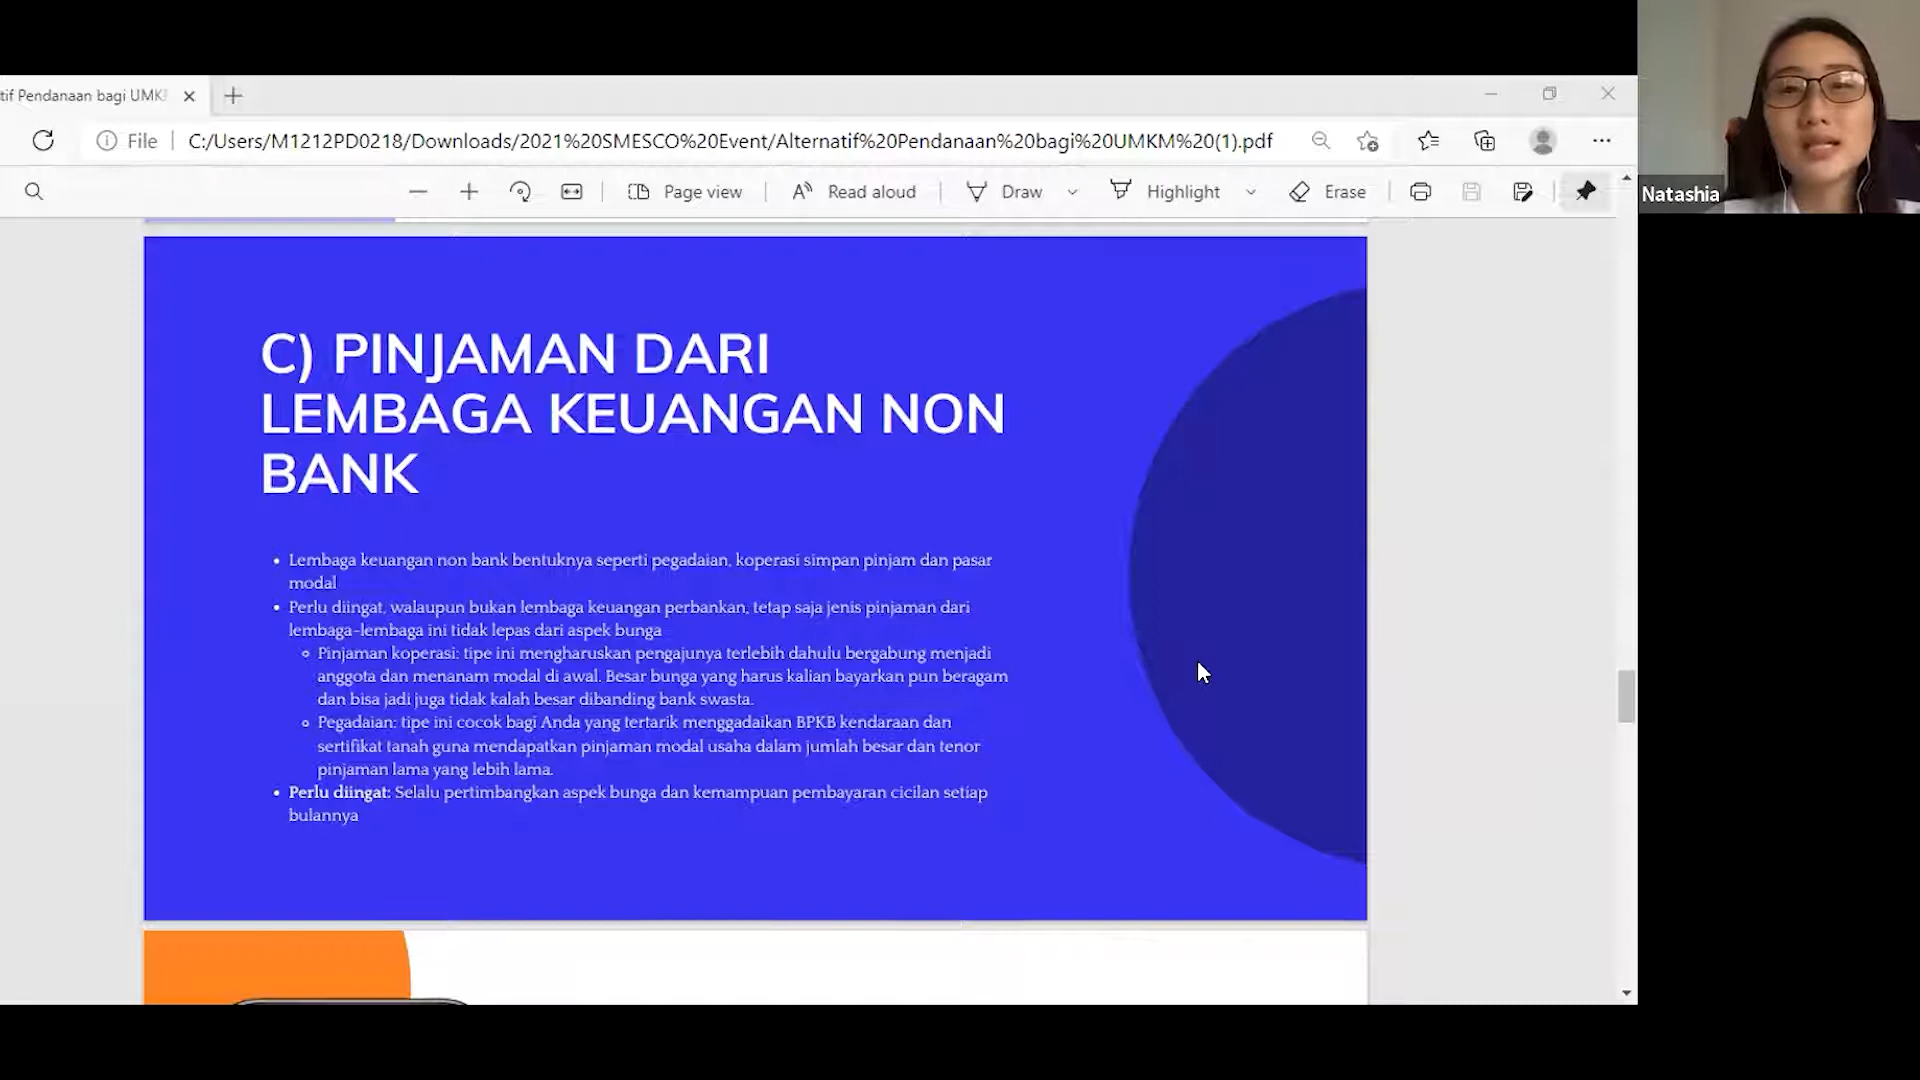 tif Pendanaan bagi UMK
File
C:/Users/M1212PD0218/Downloads/2021%20SMESCO%20Event/Alternatif%20Pendanaan%20bagi%20UMKM%20(1).pdf
Page view
Read aloud
Draw
Highlight
Erase
Natashia
C) PINJAMAN DARI
LEMBAGA KEUANGAN NON
BANK
• Lembaga keuangan non bank bentuknya seperti pegadaian, koperasi simpan pinjam dan pasar
modal
• Perlu diingat, walaupun bukan lembaga keuangan perbankan, tetap saja jenis pinjaman dari
lembaga-lembaga ini tidak lepas dari aspek bunga
◦ Pinjaman koperasi: tipe ini mengharuskan pengajunya terlebih dahulu bergabung menjadi
anggota dan menanam modal di awal. Besar bunga yang harus kalian bayarkan pun beragam
dan bisa jadi juga tidak kalah besar dibanding bank swasta.
◦ Pegadaian: tipe ini cocok bagi Anda yang tertarik menggadaikan BPKB kendaraan dan
sertifikat tanah guna mendapatkan pinjaman modal usaha dalam jumlah besar dan tenor
pinjaman lama yang lebih lama.
• Perlu diingat: Selalu pertimbangkan aspek bunga dan kemampuan pembayaran cicilan setiap
bulannya